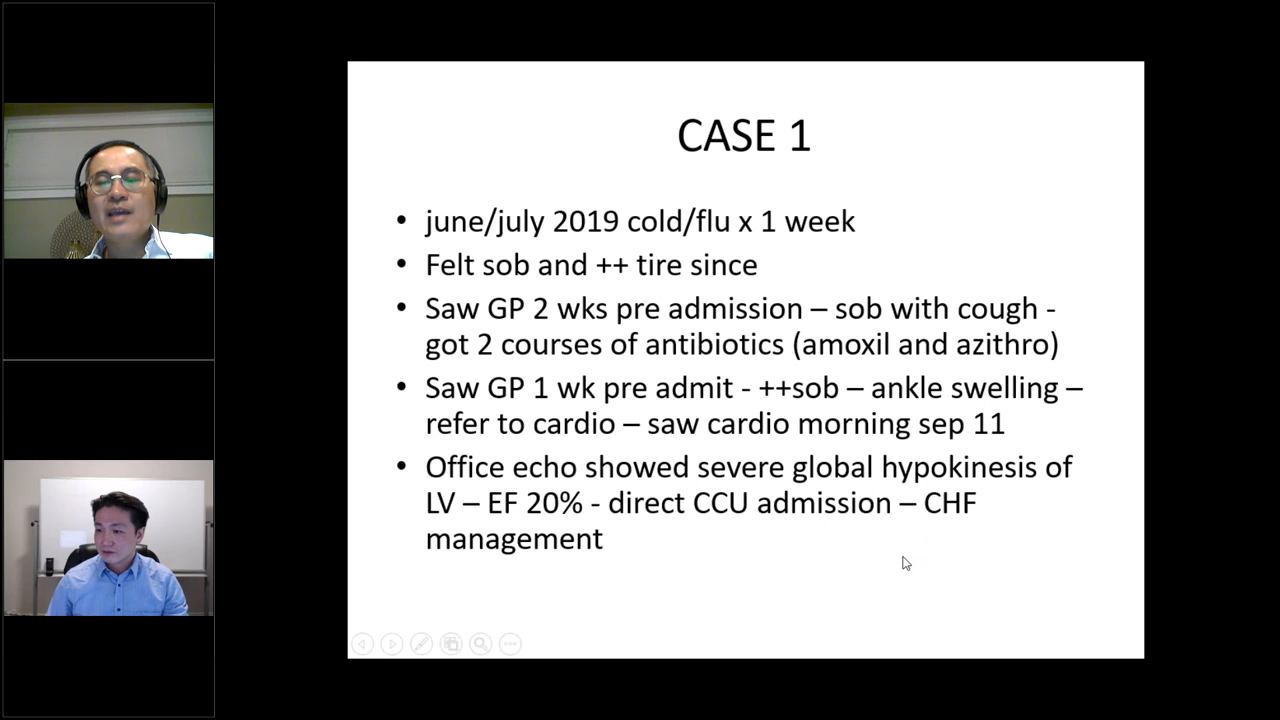 CASE 1
• june/july 2019 cold/flu x 1 week
• Felt sob and ++ tire since
• Saw GP 2 wks pre admission – sob with cough -
got 2 courses of antibiotics (amoxil and azithro)
• Saw GP 1 wk pre admit - ++sob – ankle swelling –
refer to cardio – saw cardio morning sep 11
• Office echo showed severe global hypokinesis of
LV – EF 20% - direct CCU admission – CHF
management